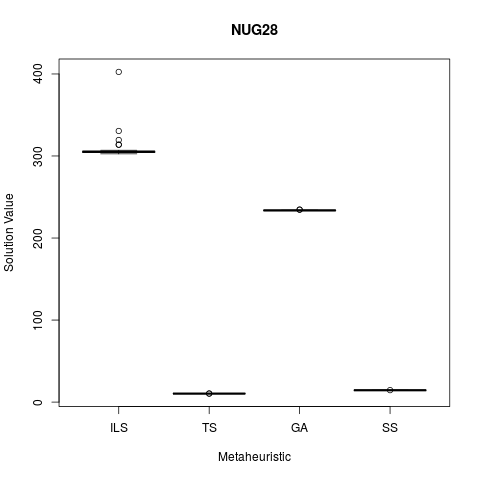 NUG28
400
300
200
100
0
Solution Value
ILS TS GA SS
Metaheuristic